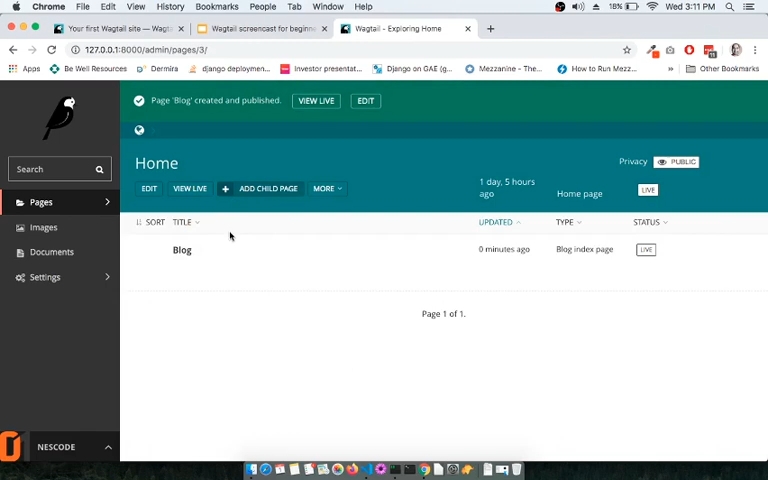 Chrome File Edit View History Bookmarks People Tab Window Help 18% Wed 3:11 PM
Your first Wagtail site — Wagt Wagtail screencast for beginne Wagtail - Exploring Home
127.0.0.1:8000/admin/pages/3/
Apps Be Well Resources Dermira django deploymen... Investor presentat... Django on GAE (g... Mezzanine - The... How to Run Mezz... » Other Bookmarks
Page 'Blog' created and published. VIEW LIVE EDIT
Home
Privacy PUBLIC
EDIT VIEW LIVE ADD CHILD PAGE MORE
1 day, 5 hours
ago
Home page
LIVE
Search
Pages
Images
Documents
Settings
SORT TITLE UPDATED TYPE STATUS
Blog 0 minutes ago Blog index page LIVE
Page 1 of 1.
NESCODE